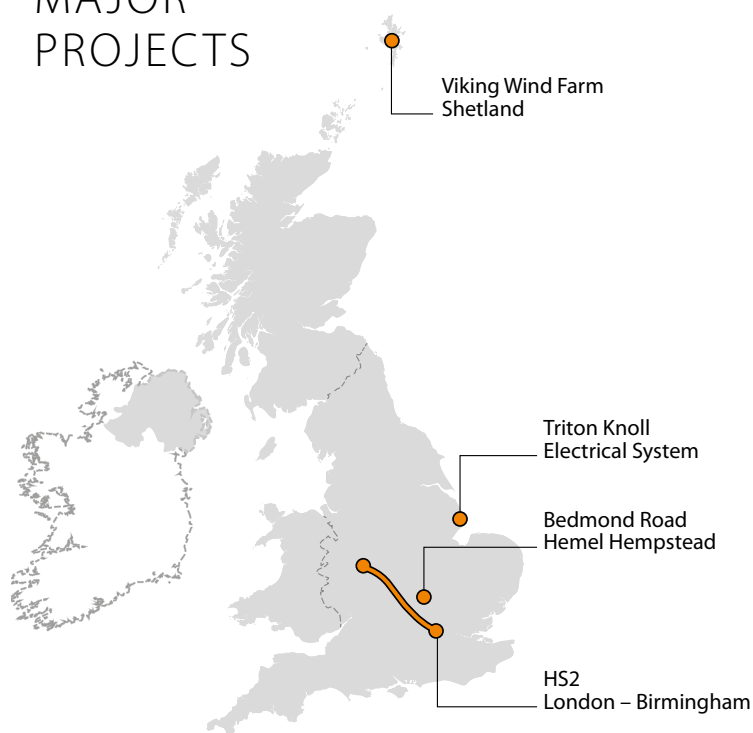 MAJOR
PROJECTS
Viking Wind Farm
Shetland
Triton Knoll
Electrical System
Bedmond Road
Hemel Hempstead
HS2
London – Birmingham